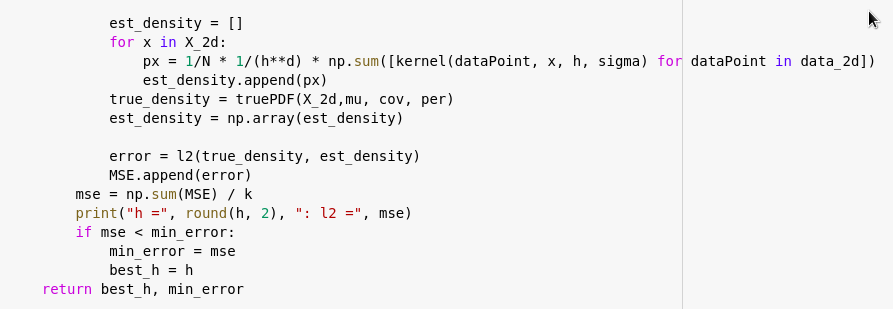 est_density = []
for x in X_2d:
px = 1/N * 1/(h**d) * np.sum([kernel(dataPoint, x, h, sigma) for dataPoint in data_2d])
est_density.append(px)
true_density = truePDF(X_2d,mu, cov, per)
est_density = np.array(est_density)
error = l2(true_density, est_density)
MSE.append(error)
mse = np.sum(MSE) / k
print("h =", round(h, 2), ": l2 =", mse)
if mse < min_error:
min_error = mse
best_h = h
return best_h, min_error